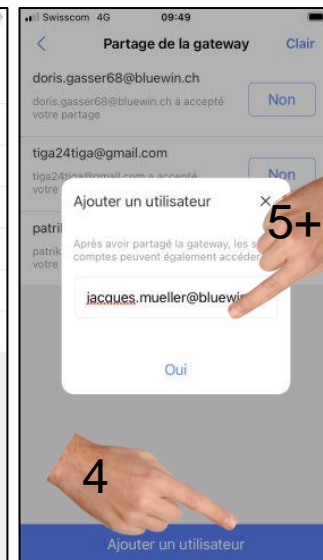 Swisscom 4G 09:49
Partage de la gateway Clair
doris.gasser68@bluewin.ch
doris.gasser68@bluewin.ch a accepté
votre partage
Non
tiga24tiga@gmail.com
tiga24tiga@gmail.com a accepté
votre
Non
patri
patrik
votre
Ajouter un utilisateur ×
Après avoir partagé la gateway, les s
comptes peuvent également accéder
jacques.mueller@bluewin
Oui
5+
4
Ajouter un utilisateur